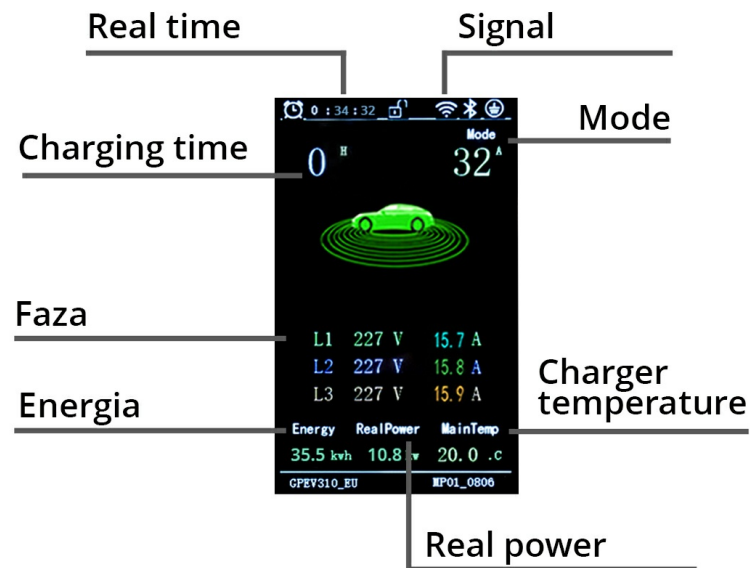 Real time
Signal
0 : 34 : 32
Mode
Mode
Charging time
0 H
32 A
Faza
L1 227 V 15.7 A
L2 227 V 15.8 A
L3 227 V 15.9 A
Charger
temperature
Energia
Energy RealPower MainTemp
35.5 kwh 10.8 20.0 .c
GPEV310_EU MP01_0806
Real power